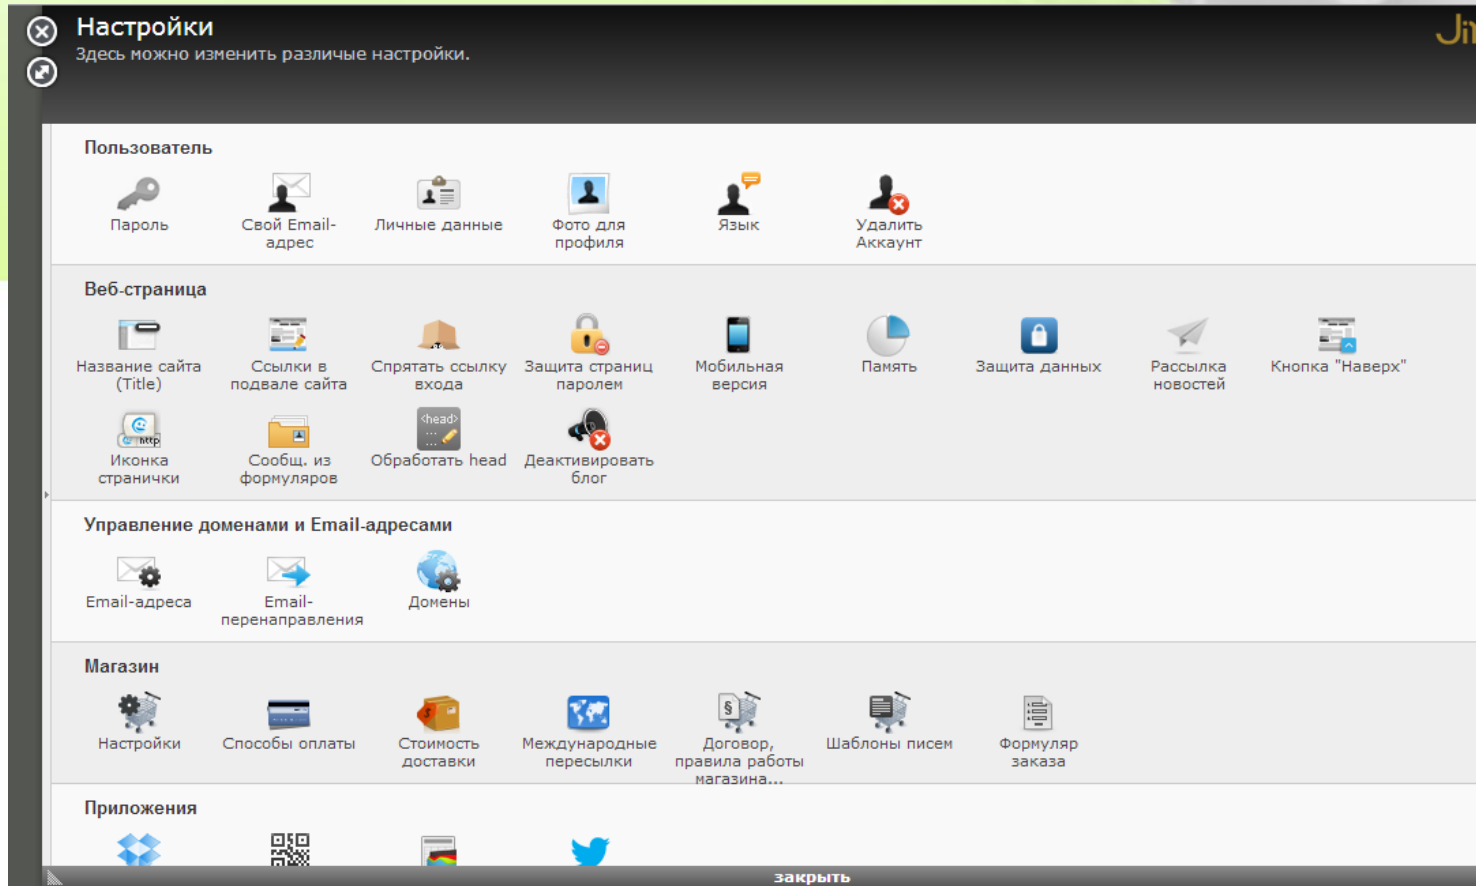 Настройки
Здесь можно изменить различые настройки.
Пользователь
Пароль
Свой Email-
адрес
Личные данные
Фото для
профиля
Язык
Удалить
Аккаунт
Веб-страница
Название сайта
(Title)
Ссылки в
подвале сайта
Спрятать ссылку
входа
Защита страниц
паролем
Мобильная
версия
Память
Защита данных
Рассылка
новостей
Кнопка "Наверх"
http
Иконка
странички
Сообщ. из
формуляров
<head>
...
Обработать head
Деактивировать
блог
Управление доменами и Email-адресами
Email-адреса
Email-
перенаправления
Домены
Магазин
Настройки
Способы оплаты
$
Стоимость
доставки
Международные
пересылки
§
Договор,
правила работы
магазина...
Шаблоны писем
Формуляр
заказа
Приложения
закрыть